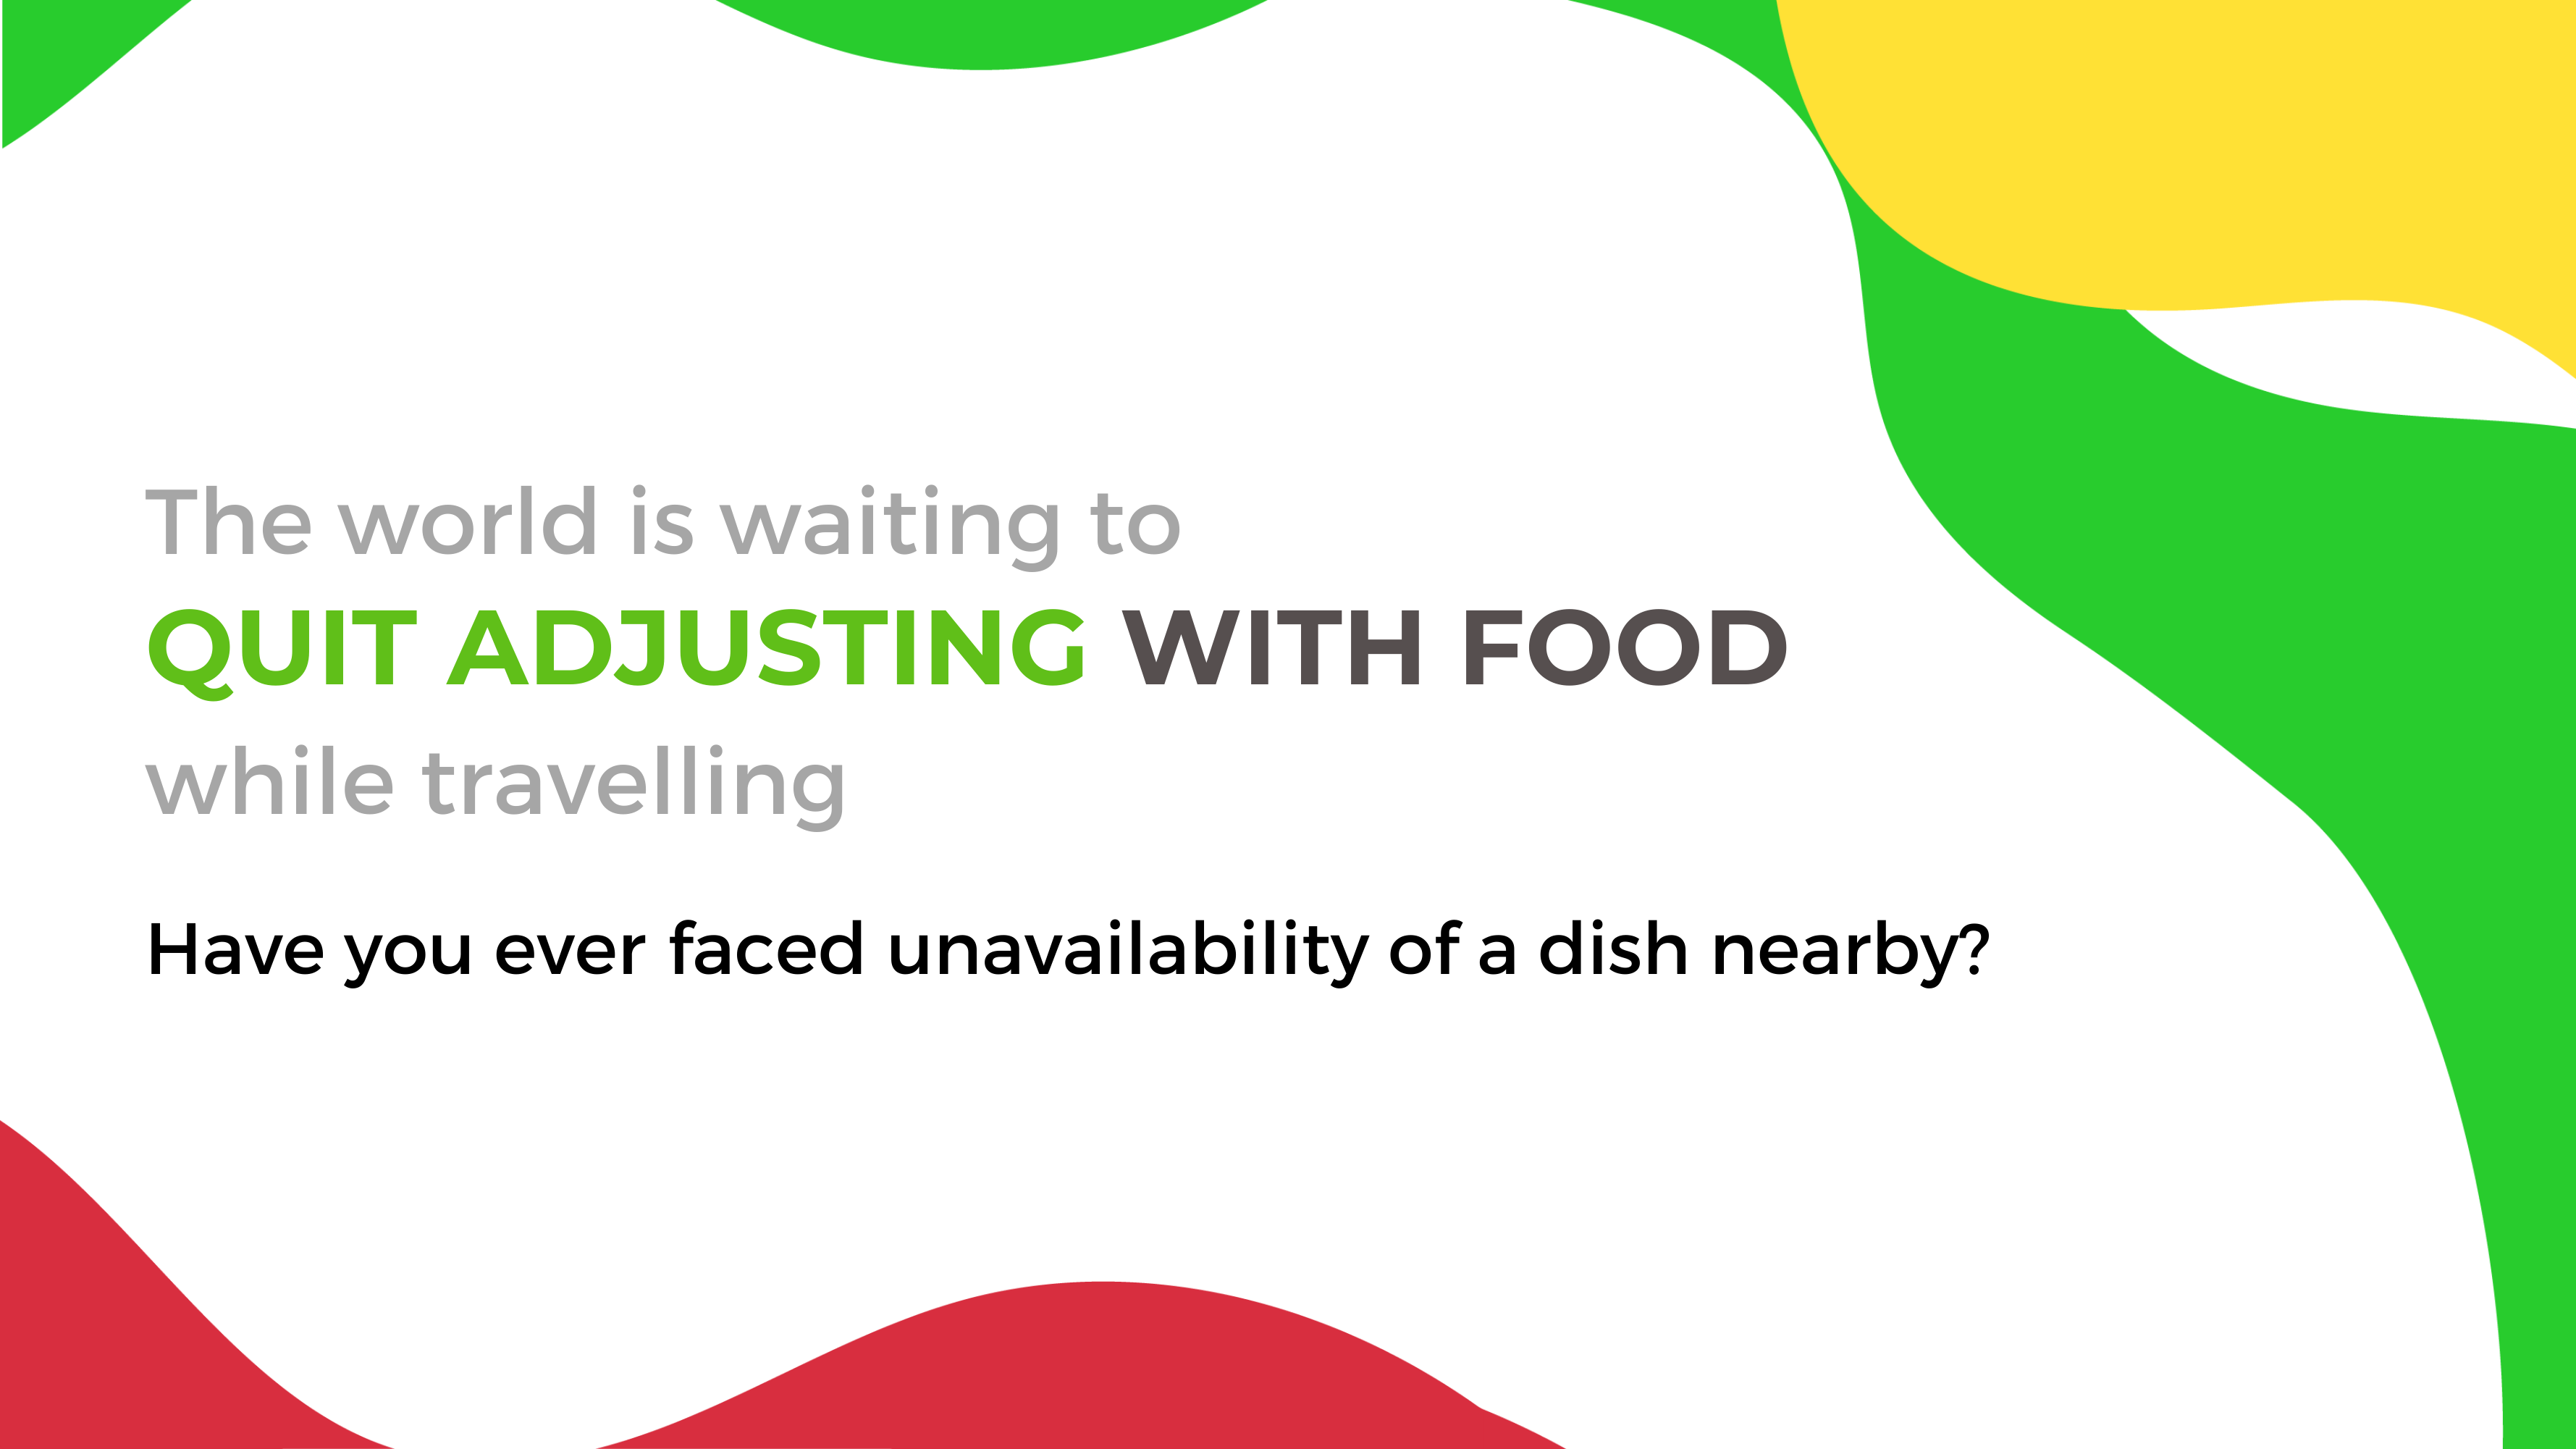 The world is waiting to
QUIT ADJUSTING WITH FOOD
while travelling
Have you ever faced unavailability of a dish nearby?